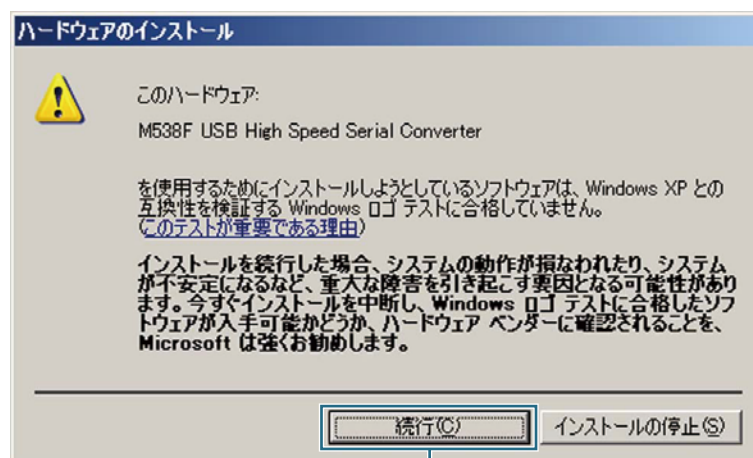 ハードウェアのインストール
このハードウェア:
M538F USB High Speed Serial Converter
を使用するためにインストールしようとしているソフトウェアは、Windows XP との
互換性を検証する Windows ロゴ テストに合格していません。
(このテストが重要である理由)
インストールを続行した場合、システムの動作が損なわれたり、システム
が不安定になるなど、重大な障害を引き起こす要因となる可能性があり
ます。今すぐインストールを中断し、Windows ロゴ テストに合格したソフ
トウェアが入手可能かどうか、ハードウェア ベンダーに確認されることを、
Microsoft は強くお勧めします。
続行(C) インストールの停止(S)